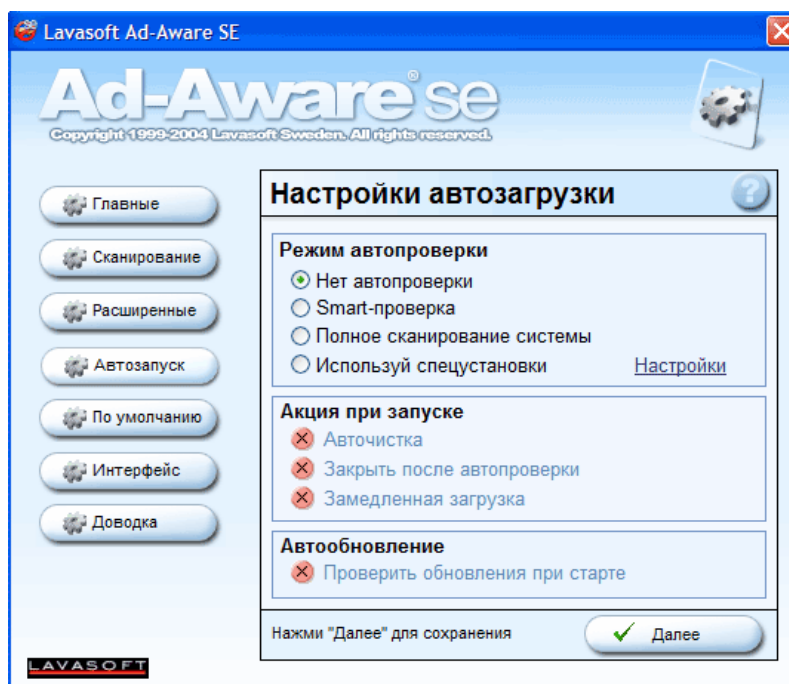 Lavasoft Ad-Aware SE
Ad-Aware® se
Copyright 1999-2004 Lavasoft Sweden. All rights reserved.
Главные
Сканирование
Расширенные
Автозапуск
По умолчанию
Интерфейс
Доводка
Настройки автозагрузки
?
Режим автопроверки
Нет автопроверки
Smart-проверка
Полное сканирование системы
Используй спецустановки Настройки
Акция при запуске
Авточистка
Закрыть после автопроверки
Замедленная загрузка
Автообновление
Проверить обновления при старте
Нажми "Далее" для сохранения
Далее
LAVASOFT